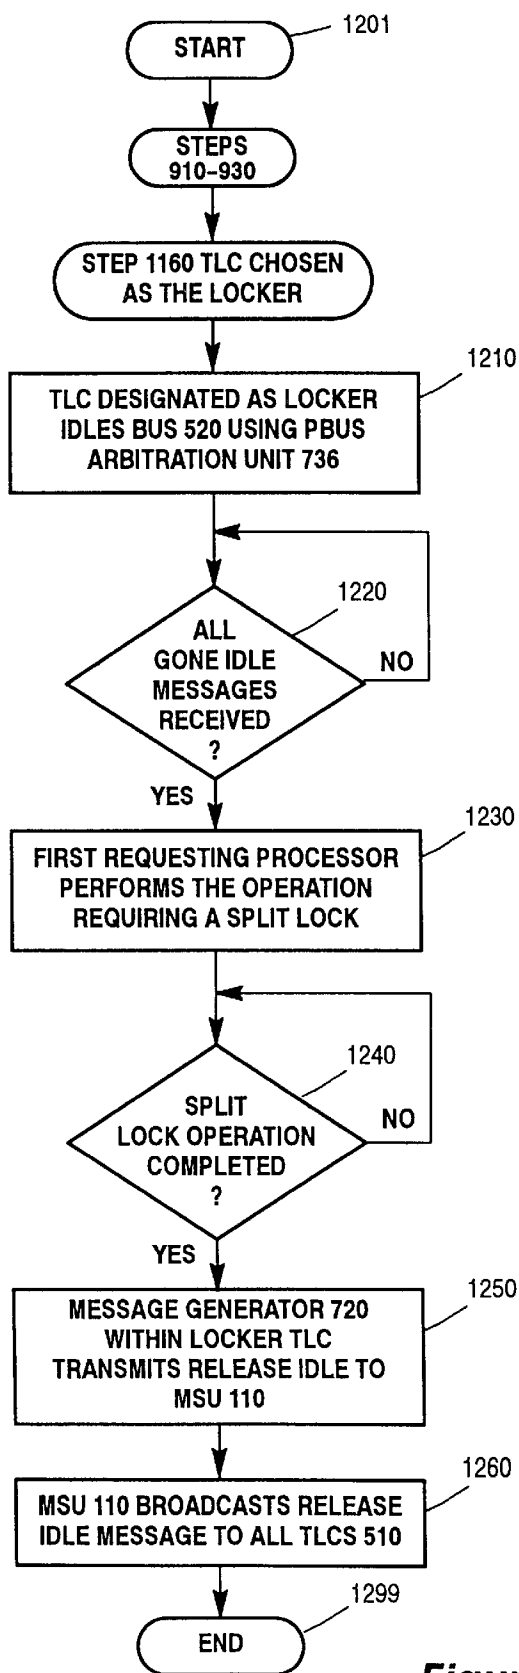 1201
START
STEPS
910–930
STEP 1160 TLC CHOSEN
AS THE LOCKER
1210
TLC DESIGNATED AS LOCKER
IDLES BUS 520 USING PBUS
ARBITRATION UNIT 736
1220
ALL
GONE IDLE
MESSAGES
RECEIVED
?
NO
YES
1230
FIRST REQUESTING PROCESSOR
PERFORMS THE OPERATION
REQUIRING A SPLIT LOCK
1240
SPLIT
LOCK OPERATION
COMPLETED
?
NO
YES
1250
MESSAGE GENERATOR 720
WITHIN LOCKER TLC
TRANSMITS RELEASE IDLE TO
MSU 110
1260
MSU 110 BROADCASTS RELEASE
IDLE MESSAGE TO ALL TLCS 510
1299
END